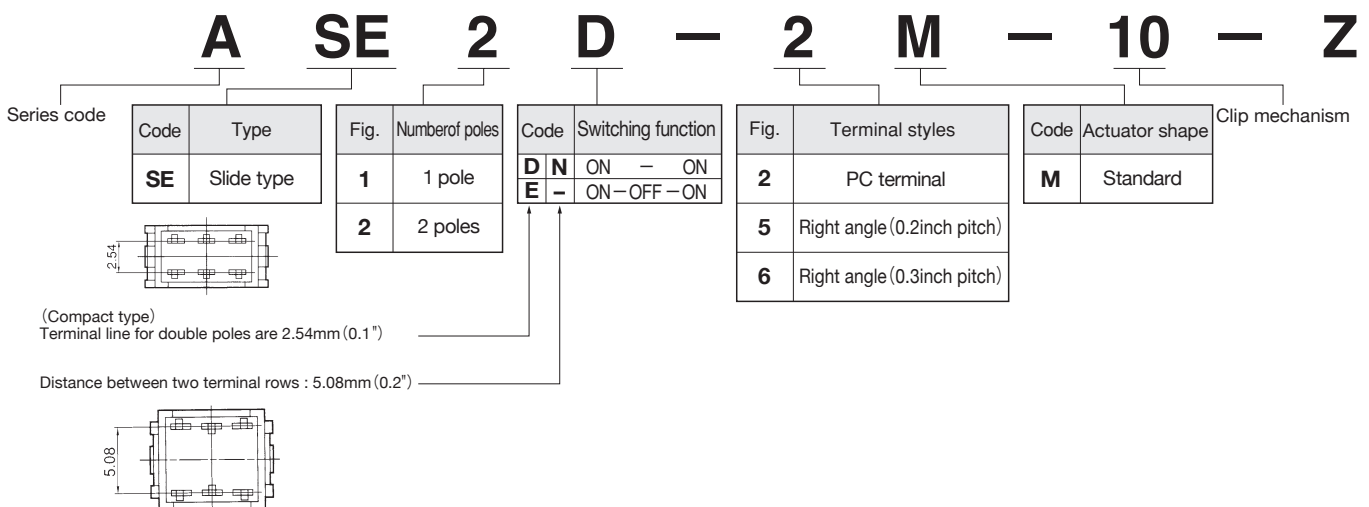 A SE 2 D － 2 M － 10 － Z
Series code
Clip mechanism
Code Type
SE Slide type
Fig. Numberof poles
1 1 pole
2 2 poles
Code Switching function
D N ON － ON
E － ON－OFF－ON
Fig. Terminal styles
2 PC terminal
5 Right angle（0.2inch pitch）
6 Right angle（0.3inch pitch）
Code Actuator shape
M Standard
2.54
（Compact type）
Terminal line for double poles are 2.54mm（0.1"）
Distance between two terminal rows : 5.08mm（0.2"）
5.08